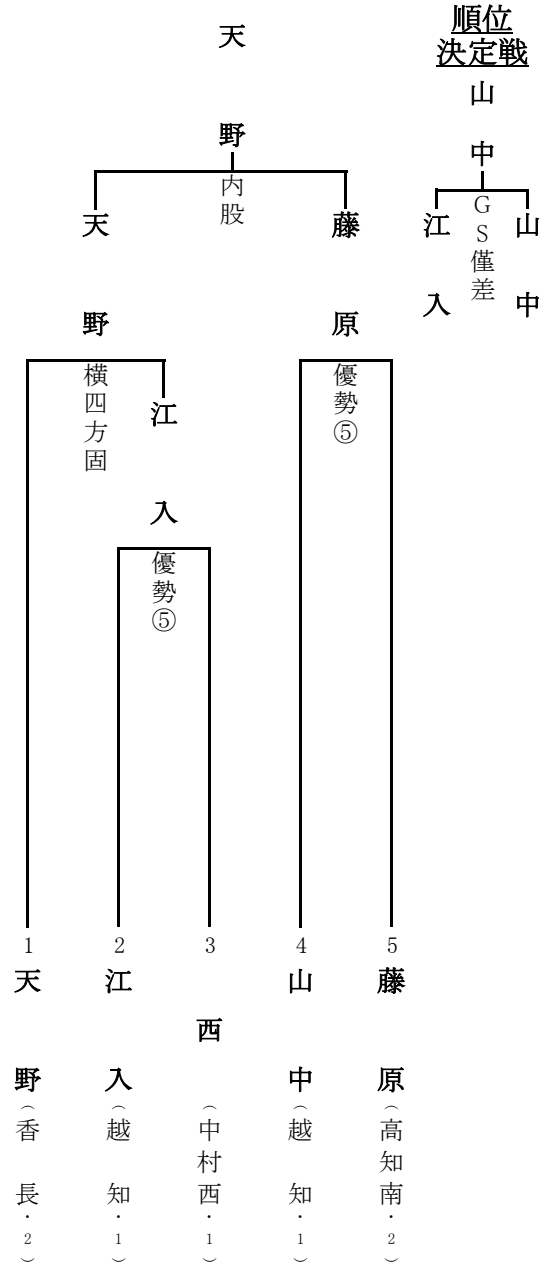 順位
決定戦
天野
山中
内股
GS僅差
天野
藤原
江入
山中
横四方固
優勢⑤
江入
優勢⑤
1
2
3
4
5
天野
江入
西
山中
藤原
（香長・2）
（越知・1）
（中村西・1）
（越知・1）
（高知南・2）